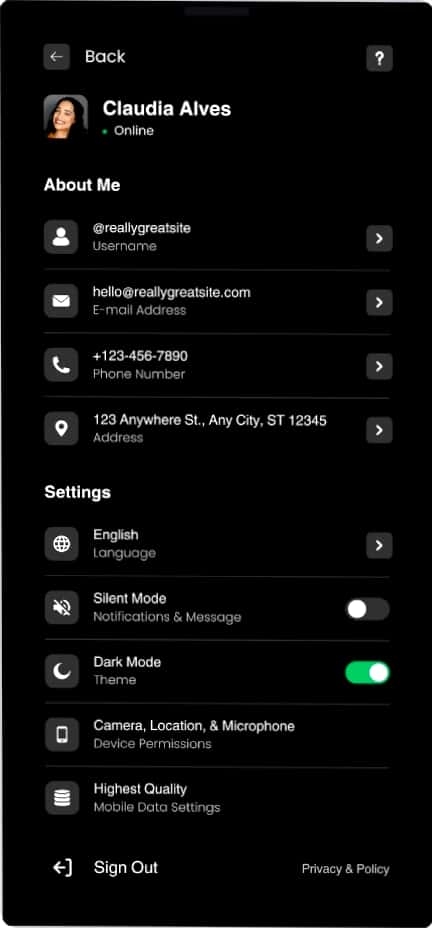 Back
?
Claudia Alves
Online
About Me
@reallygreatsite
Username
hello@reallygreatsite.com
E-mail Address
+123-456-7890
Phone Number
123 Anywhere St., Any City, ST 12345
Address
Settings
English
Language
Silent Mode
Notifications & Message
Dark Mode
Theme
Camera, Location, & Microphone
Device Permissions
Highest Quality
Mobile Data Settings
Sign Out
Privacy & Policy